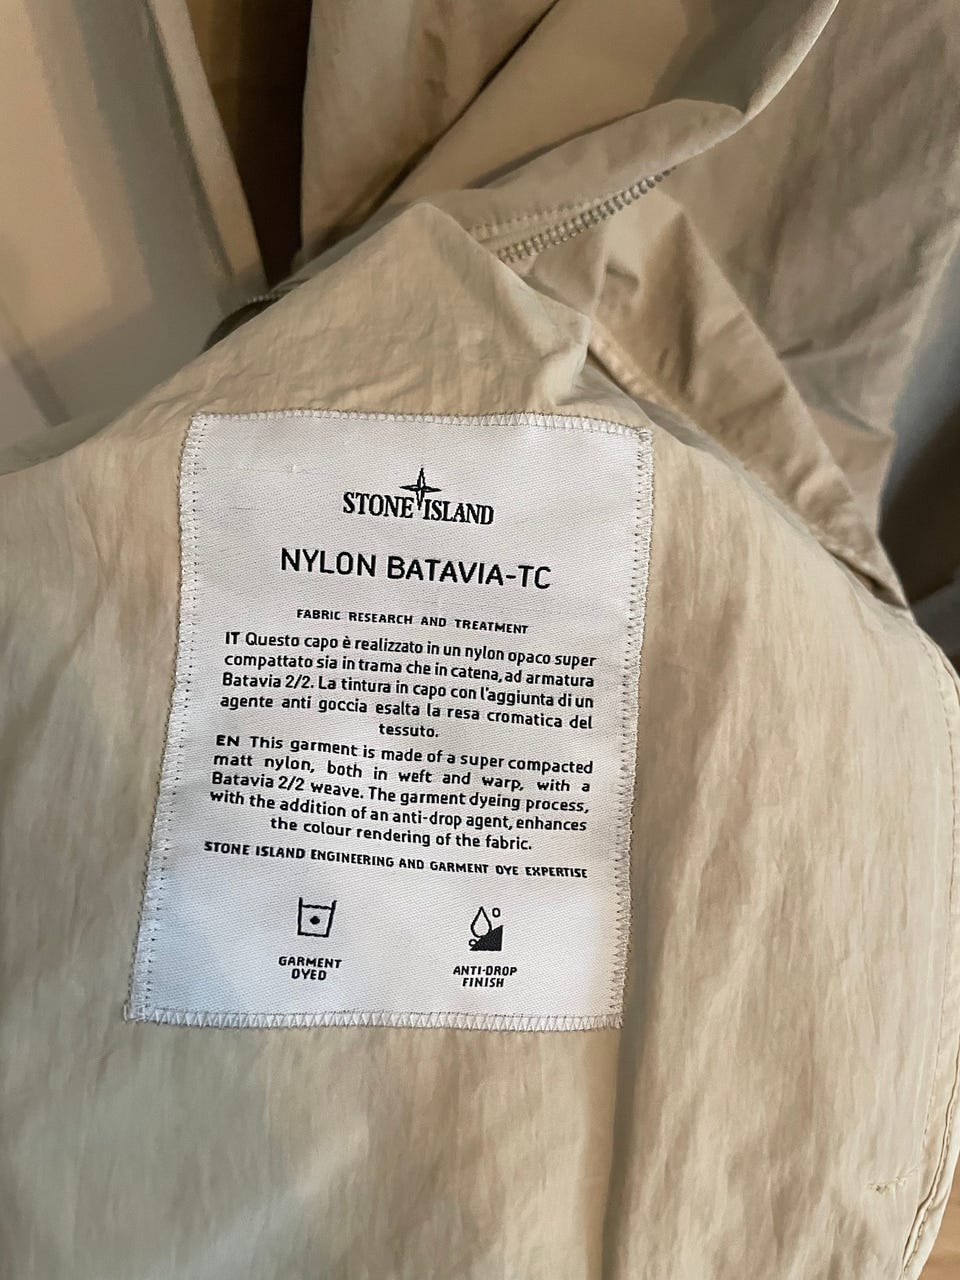 STONE ISLAND
NYLON BATAVIA-TC
FABRIC RESEARCH AND TREATMENT
IT Questo capo è realizzato in un nylon opaco super
compattato sia in trama che in catena, ad armatura
Batavia 2/2. La tintura in capo con l'aggiunta di un
agente anti goccia esalta la resa cromatica del
tessuto.
EN This garment is made of a super compacted
matt nylon, both in weft and warp, with a
Batavia 2/2 weave. The garment dyeing process,
with the addition of an anti-drop agent, enhances
the colour rendering of the fabric.
STONE ISLAND ENGINEERING AND GARMENT DYE EXPERTISE
GARMENT
DYED
ANTI-DROP
FINISH